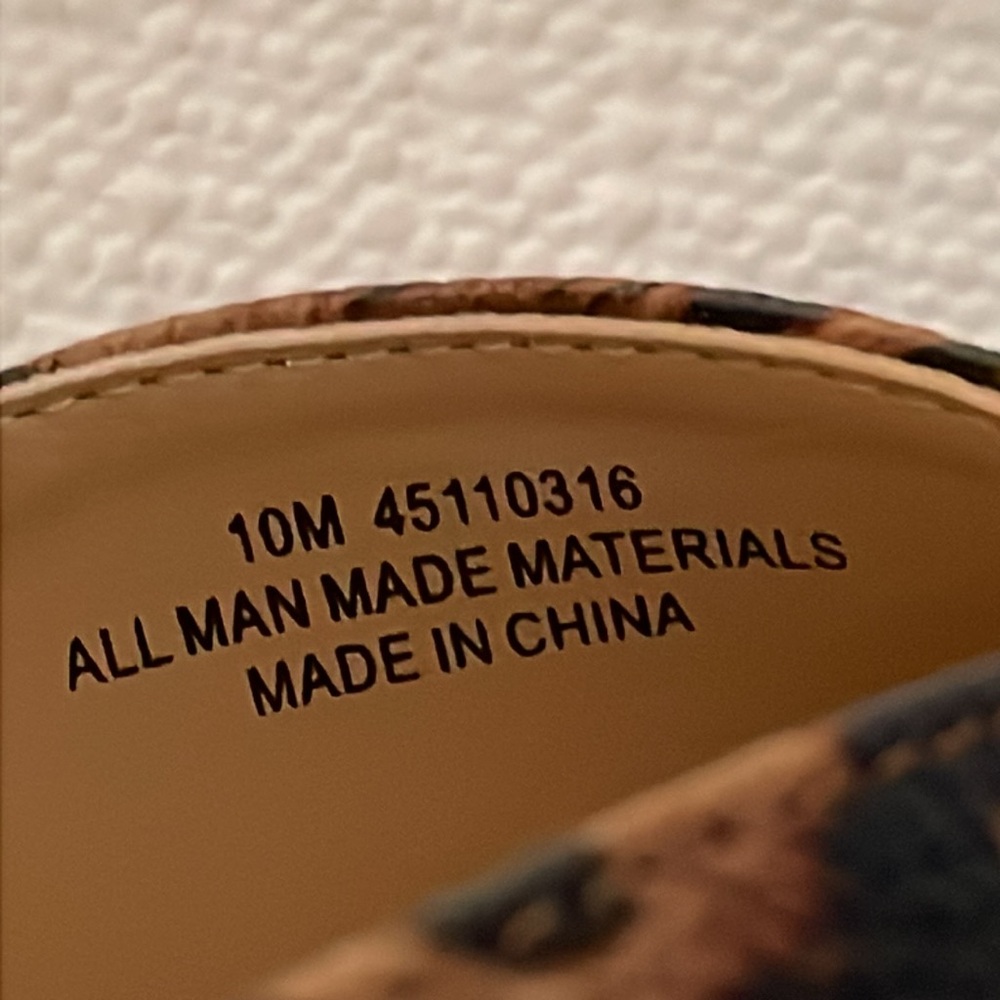 10M 45110316
ALL MAN MADE MATERIALS
MADE IN CHINA